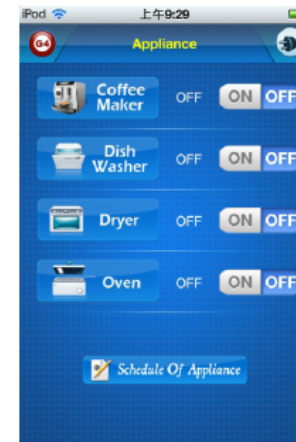 iPod 上午9:29
G4 Appliance
Coffee
Maker OFF ON OFF
Dish
Washer OFF ON OFF
Dryer OFF ON OFF
Oven OFF ON OFF
Schedule Of Appliance